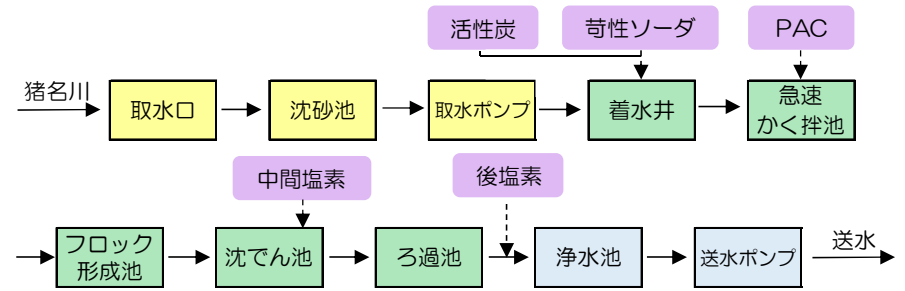 活性炭
苛性ソーダ
PAC
猪名川
取水口
沈砂池
取水ポンプ
着水井
急速
かく拌池
中間塩素
後塩素
フロック
形成池
沈でん池
ろ過池
浄水池
送水ポンプ
送水